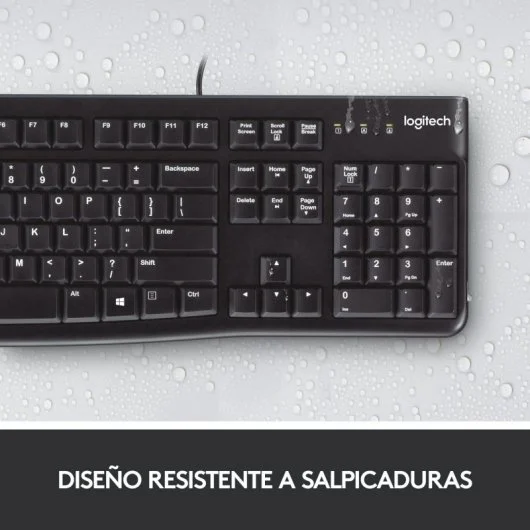 logitech
F6 F7 F8 F9 F10 F11 F12 Print Screen Scroll Lock Pause Break
* 8 ( 9 ) 0 _ - + = Backspace Insert Home Page Up Num Lock / * -
I O P { [ } ] | \ Delete End Page Down 7 Home 8 9 Pg Up +
J K L : ; " ' Enter 4 5 6
M < , > . ? / Shift 1 End 2 3 Pg Dn Enter
Alt Ctrl 0 Ins . Del
DISEÑO RESISTENTE A SALPICADURAS